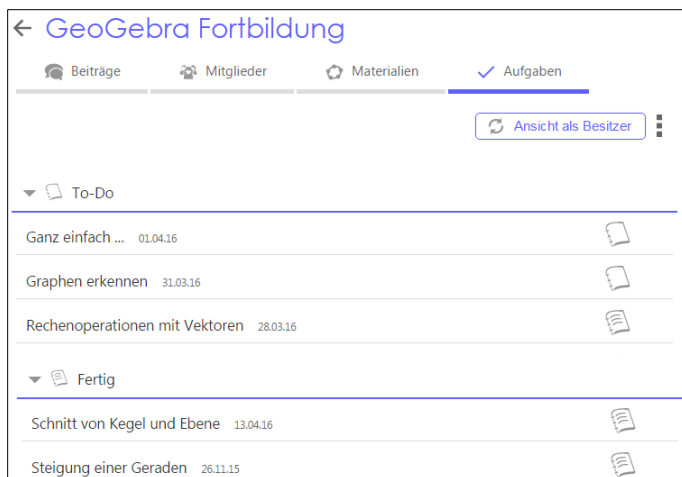 GeoGebra Fortbildung
Beiträge Mitglieder Materialien Aufgaben
Ansicht als Besitzer
To-Do
Ganz einfach ... 01.04.16
Graphen erkennen 31.03.16
Rechenoperationen mit Vektoren 28.03.16
Fertig
Schnitt von Kegel und Ebene 13.04.16
Steigung einer Geraden 26.11.15